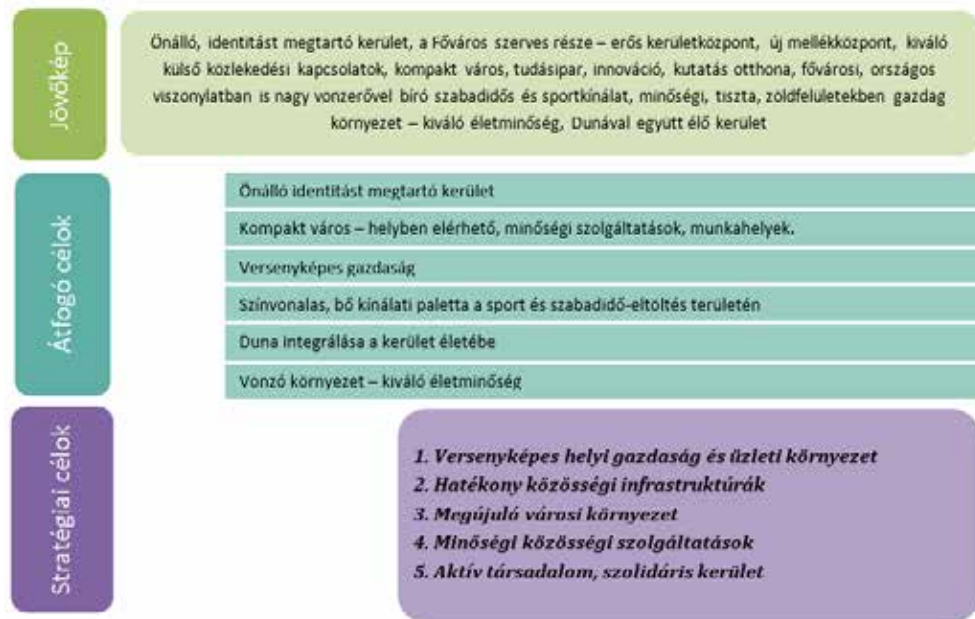 Jövőkép
Önálló, identitást megtartó kerület, a Főváros szerves része – erős kerületközpont, új mellékközpont, kiváló
külső közlekedési kapcsolatok, kompakt város, tudásipar, innováció, kutatás otthona, fővárosi, országos
viszonylatban is nagy vonzerővel bíró szabadidős és sportkínálat, minőségi, tiszta, zöldfelületekben gazdag
környezet – kiváló életminőség, Dunával együtt élő kerület
Átfogó célok
Önálló identitást megtartó kerület
Kompakt város – helyben elérhető, minőségi szolgáltatások, munkahelyek.
Versenyképes gazdaság
Színvonalas, bő kínálati paletta a sport és szabadidő-eltöltés területén
Duna integrálása a kerület életébe
Vonzó környezet – kiváló életminőség
Stratégiai célok
1. Versenyképes helyi gazdaság és üzleti környezet
2. Hatékony közösségi infrastruktúrák
3. Megújuló városi környezet
4. Minőségi közösségi szolgáltatások
5. Aktív társadalom, szolidáris kerület